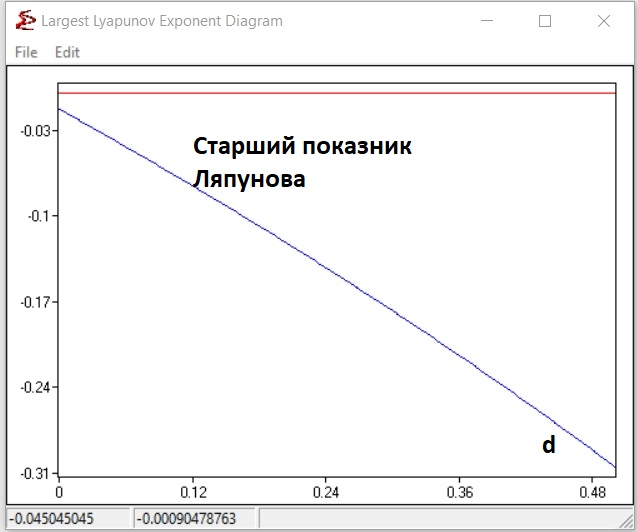 Largest Lyapunov Exponent Diagram
File Edit
Старший показник
Ляпунова
-0.03
-0.1
-0.17
-0.24
-0.31
d
0 0.12 0.24 0.36 0.48
-0.045045045 -0.00090478763